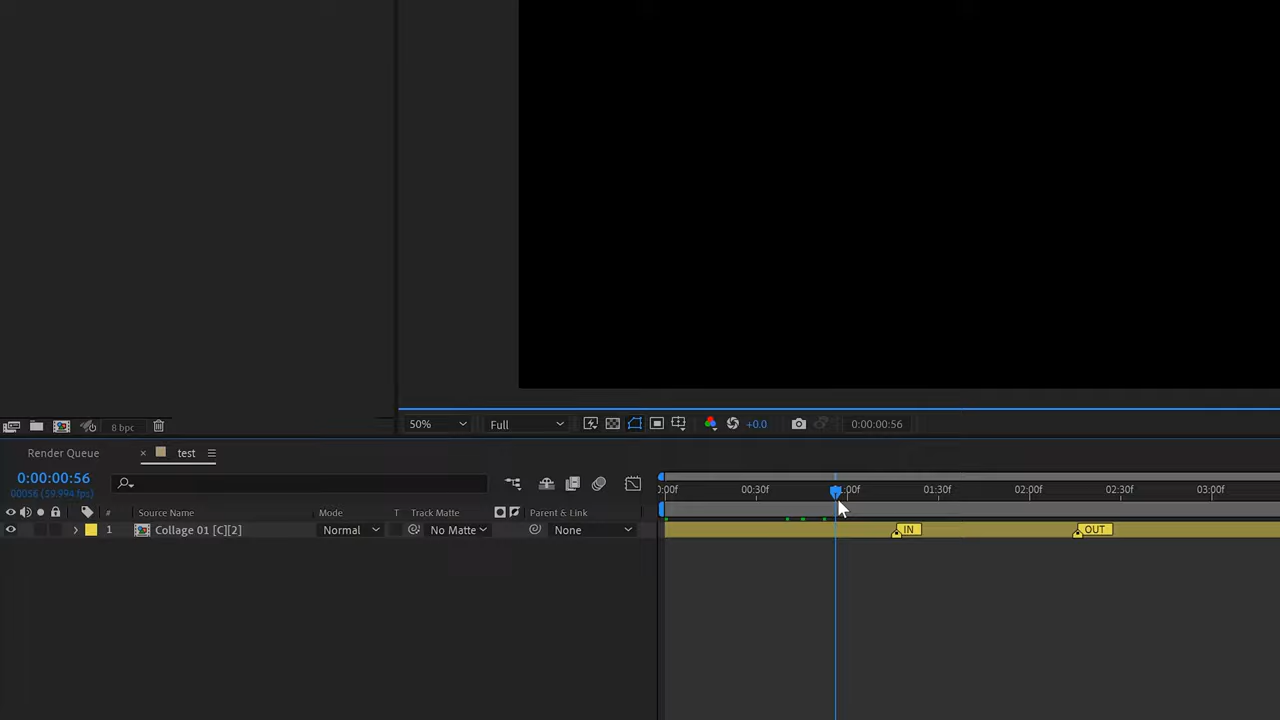 8 bpc
50%
Full
+0.0
0:00:00:56
Render Queue
× test
0:00:00:56
00056 (59.994 fps)
:00f 00:30f :00f 01:30f 02:00f 02:30f 03:00f
# Source Name Mode T Track Matte Parent & Link
1 Collage 01 [C][2] Normal No Matte None
IN OUT